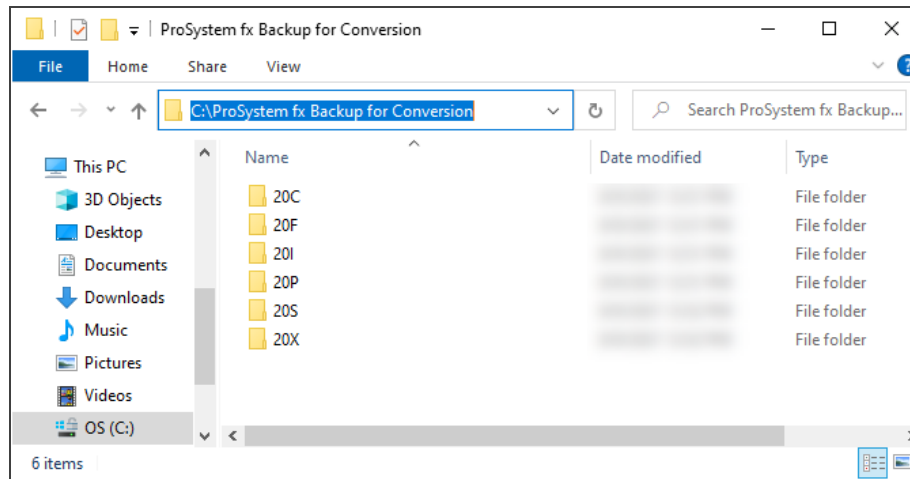 ProSystem fx Backup for Conversion
File Home Share View
C:\ProSystem fx Backup for Conversion
Search ProSystem fx Backup...
This PC
3D Objects
Desktop
Documents
Downloads
Music
Pictures
Videos
OS (C:)
Name Date modified Type
20C File folder
20F File folder
20I File folder
20P File folder
20S File folder
20X File folder
6 items